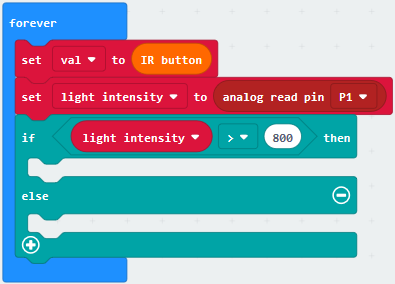 forever
set val to IR button
set light intensity to analog read pin P1
if light intensity > 800 then
else